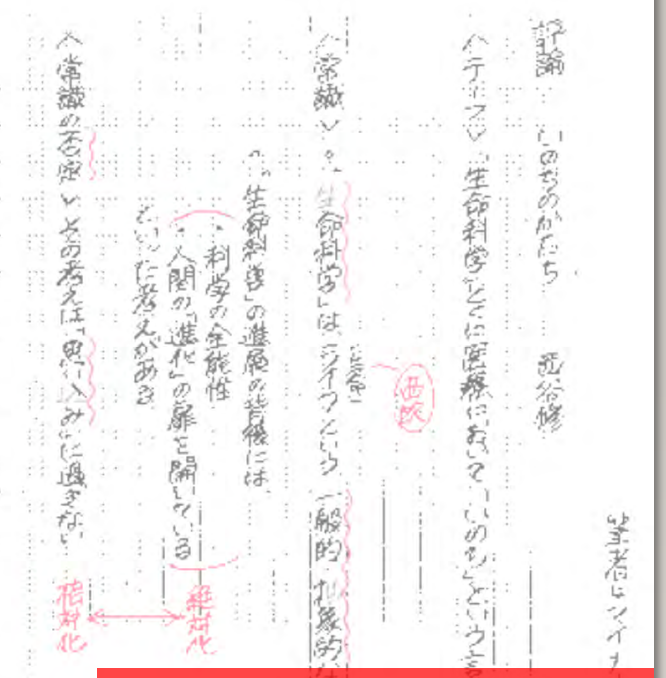 評論 いのちのかたち 西谷修
筆者はソイ
〈テーマ〉「生命科学」とくに医療において「いのち」という言
西欧
生命
〈常識〉。「生命科学」は、ライフという一般的・抽象的な
。「生命科学」の進展の背後には
・科学の全能性
・人間の「進化」の扉を開いている
といった考えがある
絶対化
相対化
〈常識の否定〉その考えは「思い込み」に過ぎない